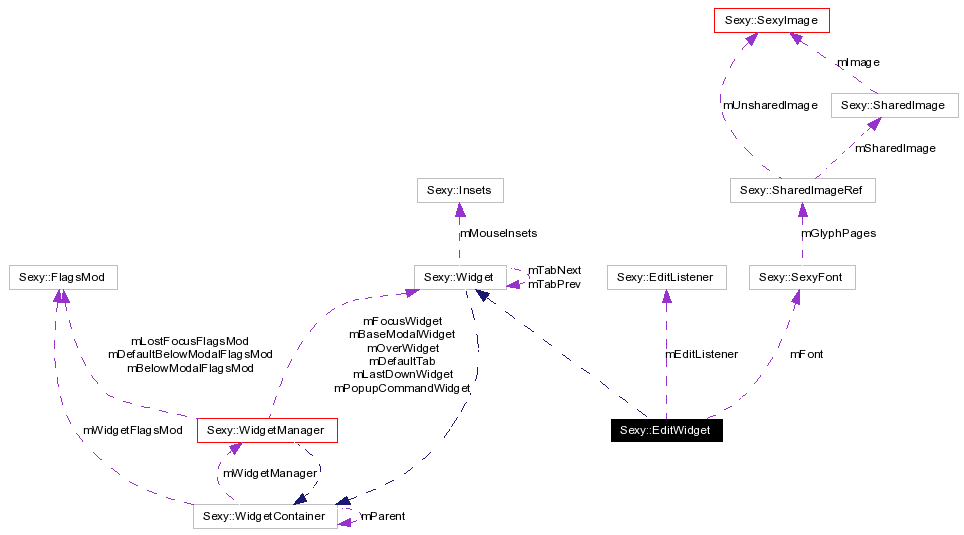 Sexy::SexyImage
mImage
mUnsharedImage
Sexy::SharedImage
mSharedImage
Sexy::Insets
Sexy::SharedImageRef
mMouseInsets
mGlyphPages
Sexy::FlagsMod
Sexy::Widget
mTabNext
mTabPrev
Sexy::EditListener
Sexy::SexyFont
mLostFocusFlagsMod
mDefaultBelowModalFlagsMod
mBelowModalFlagsMod
mFocusWidget
mBaseModalWidget
mOverWidget
mDefaultTab
mLastDownWidget
mPopupCommandWidget
mEditListener
mFont
mWidgetFlagsMod
Sexy::WidgetManager
Sexy::EditWidget
mWidgetManager
Sexy::WidgetContainer
mParent